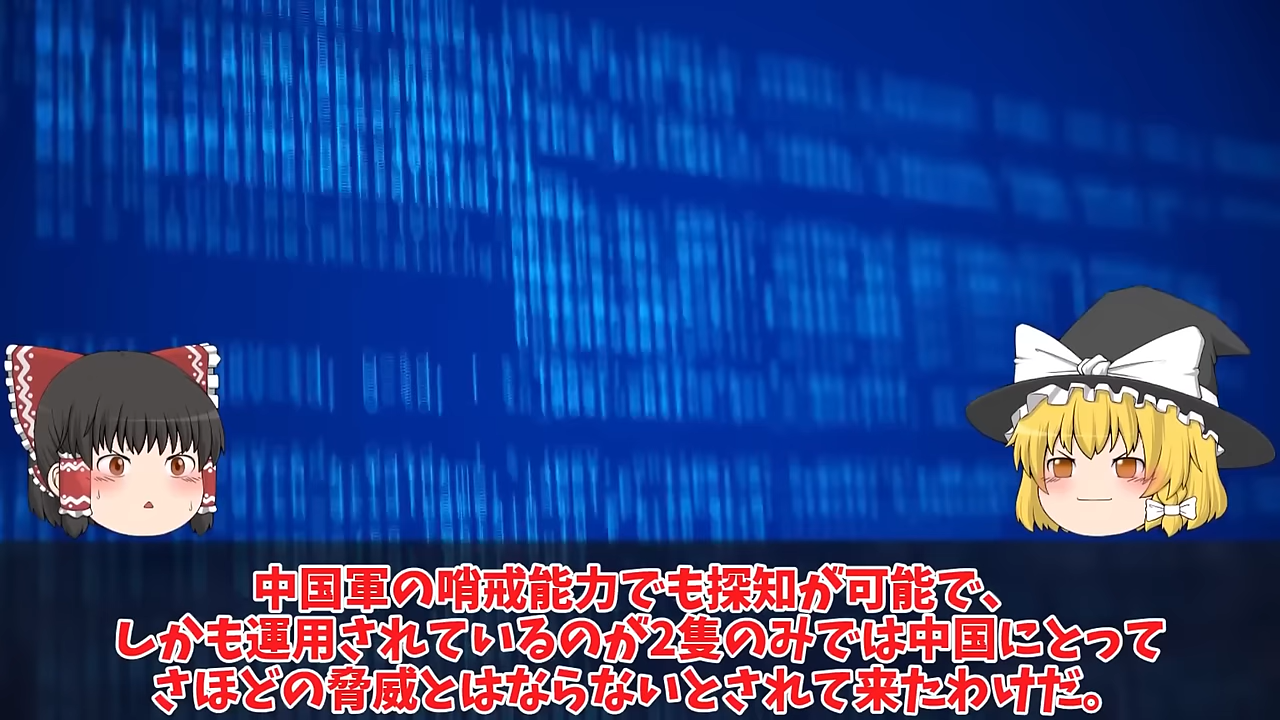 中国軍の哨戒能力でも探知が可能で、
しかも運用されているのが2隻のみでは中国にとって
さほどの脅威とはならないとされて来たわけだ。